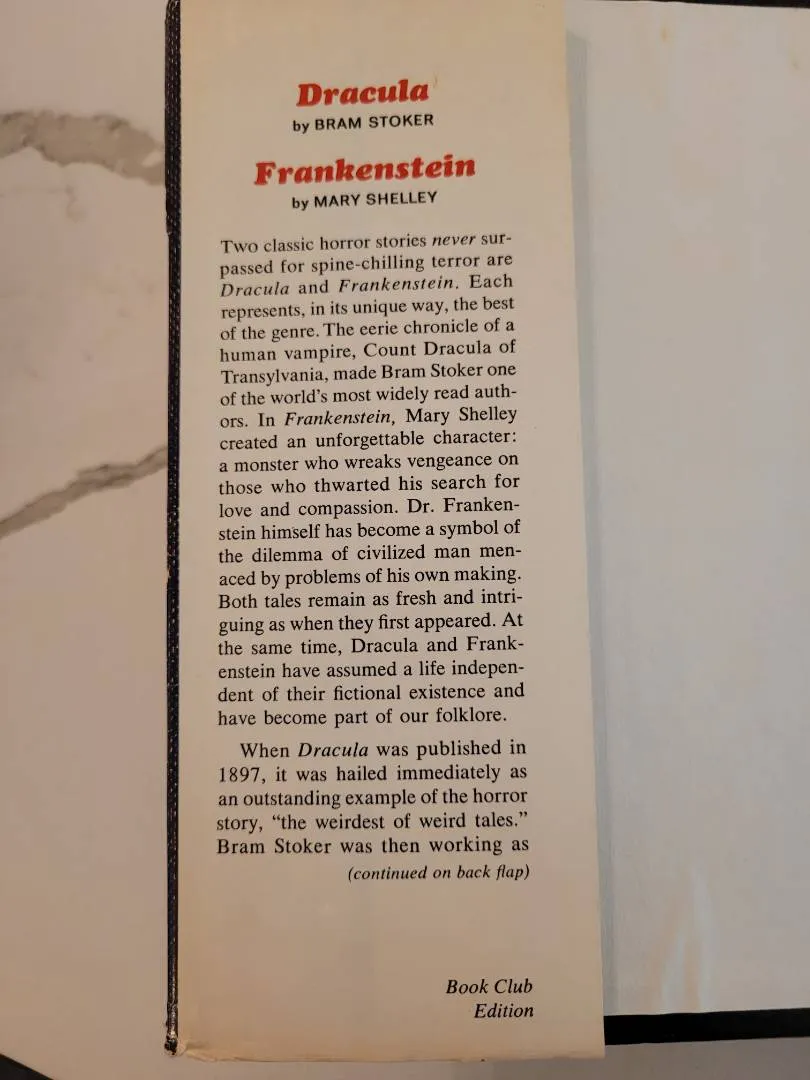 Dracula
by BRAM STOKER
Frankenstein
by MARY SHELLEY
Two classic horror stories never sur-
passed for spine-chilling terror are
Dracula and Frankenstein. Each
represents, in its unique way, the best
of the genre. The eerie chronicle of a
human vampire, Count Dracula of
Transylvania, made Bram Stoker one
of the world's most widely read auth-
ors. In Frankenstein, Mary Shelley
created an unforgettable character:
a monster who wreaks vengeance on
those who thwarted his search for
love and compassion. Dr. Franken-
stein himself has become a symbol of
the dilemma of civilized man men-
aced by problems of his own making.
Both tales remain as fresh and intri-
guing as when they first appeared. At
the same time, Dracula and Frank-
enstein have assumed a life indepen-
dent of their fictional existence and
have become part of our folklore.
When Dracula was published in
1897, it was hailed immediately as
an outstanding example of the horror
story, “the weirdest of weird tales.”
Bram Stoker was then working as
(continued on back flap)
Book Club
Edition